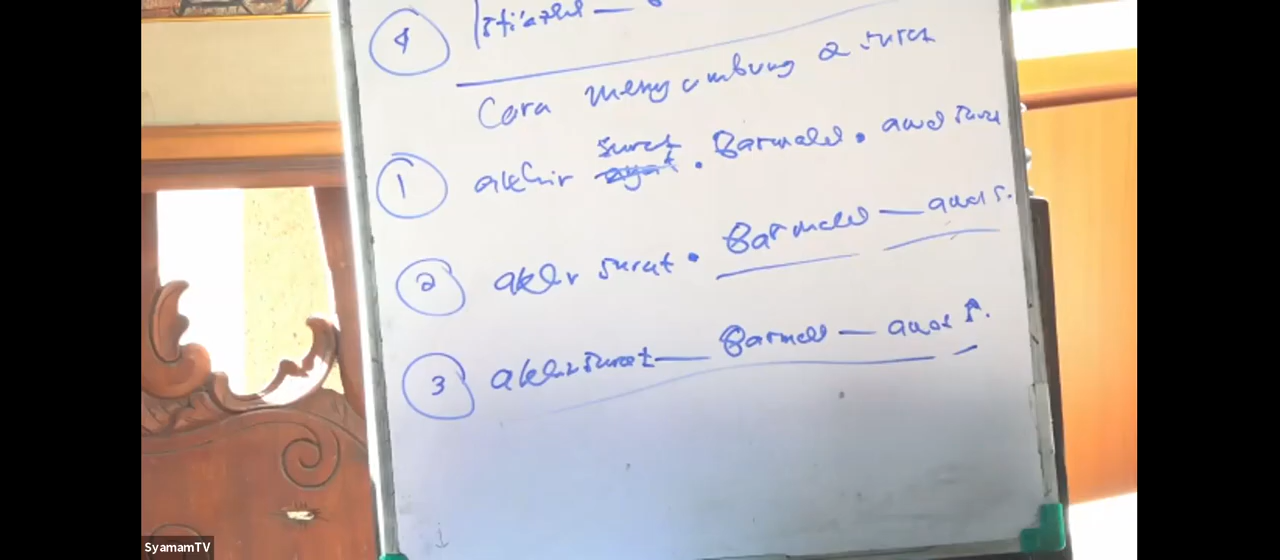 4 Isti'azah —
Cara menyambung 2 surat
1 akhir surat . Basmalah . awal surat
2 akhir surat . Basmalah — awal s.
3 akhir surat — Basmalah — awal s.
SyamamTV